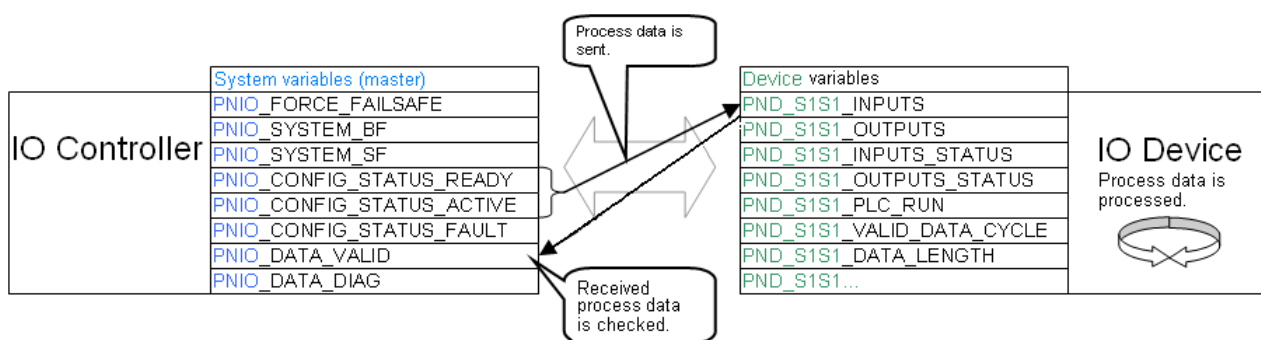 Process data is
sent.
System variables (master)
PNIO_FORCE_FAILSAFE
PNIO_SYSTEM_BF
PNIO_SYSTEM_SF
PNIO_CONFIG_STATUS_READY
PNIO_CONFIG_STATUS_ACTIVE
PNIO_CONFIG_STATUS_FAULT
PNIO_DATA_VALID
PNIO_DATA_DIAG
IO Controller
Device variables
PND_S1S1_INPUTS
PND_S1S1_OUTPUTS
PND_S1S1_INPUTS_STATUS
PND_S1S1_OUTPUTS_STATUS
PND_S1S1_PLC_RUN
PND_S1S1_VALID_DATA_CYCLE
PND_S1S1_DATA_LENGTH
PND_S1S1...
IO Device
Process data is
processed.
Received
process data
is checked.